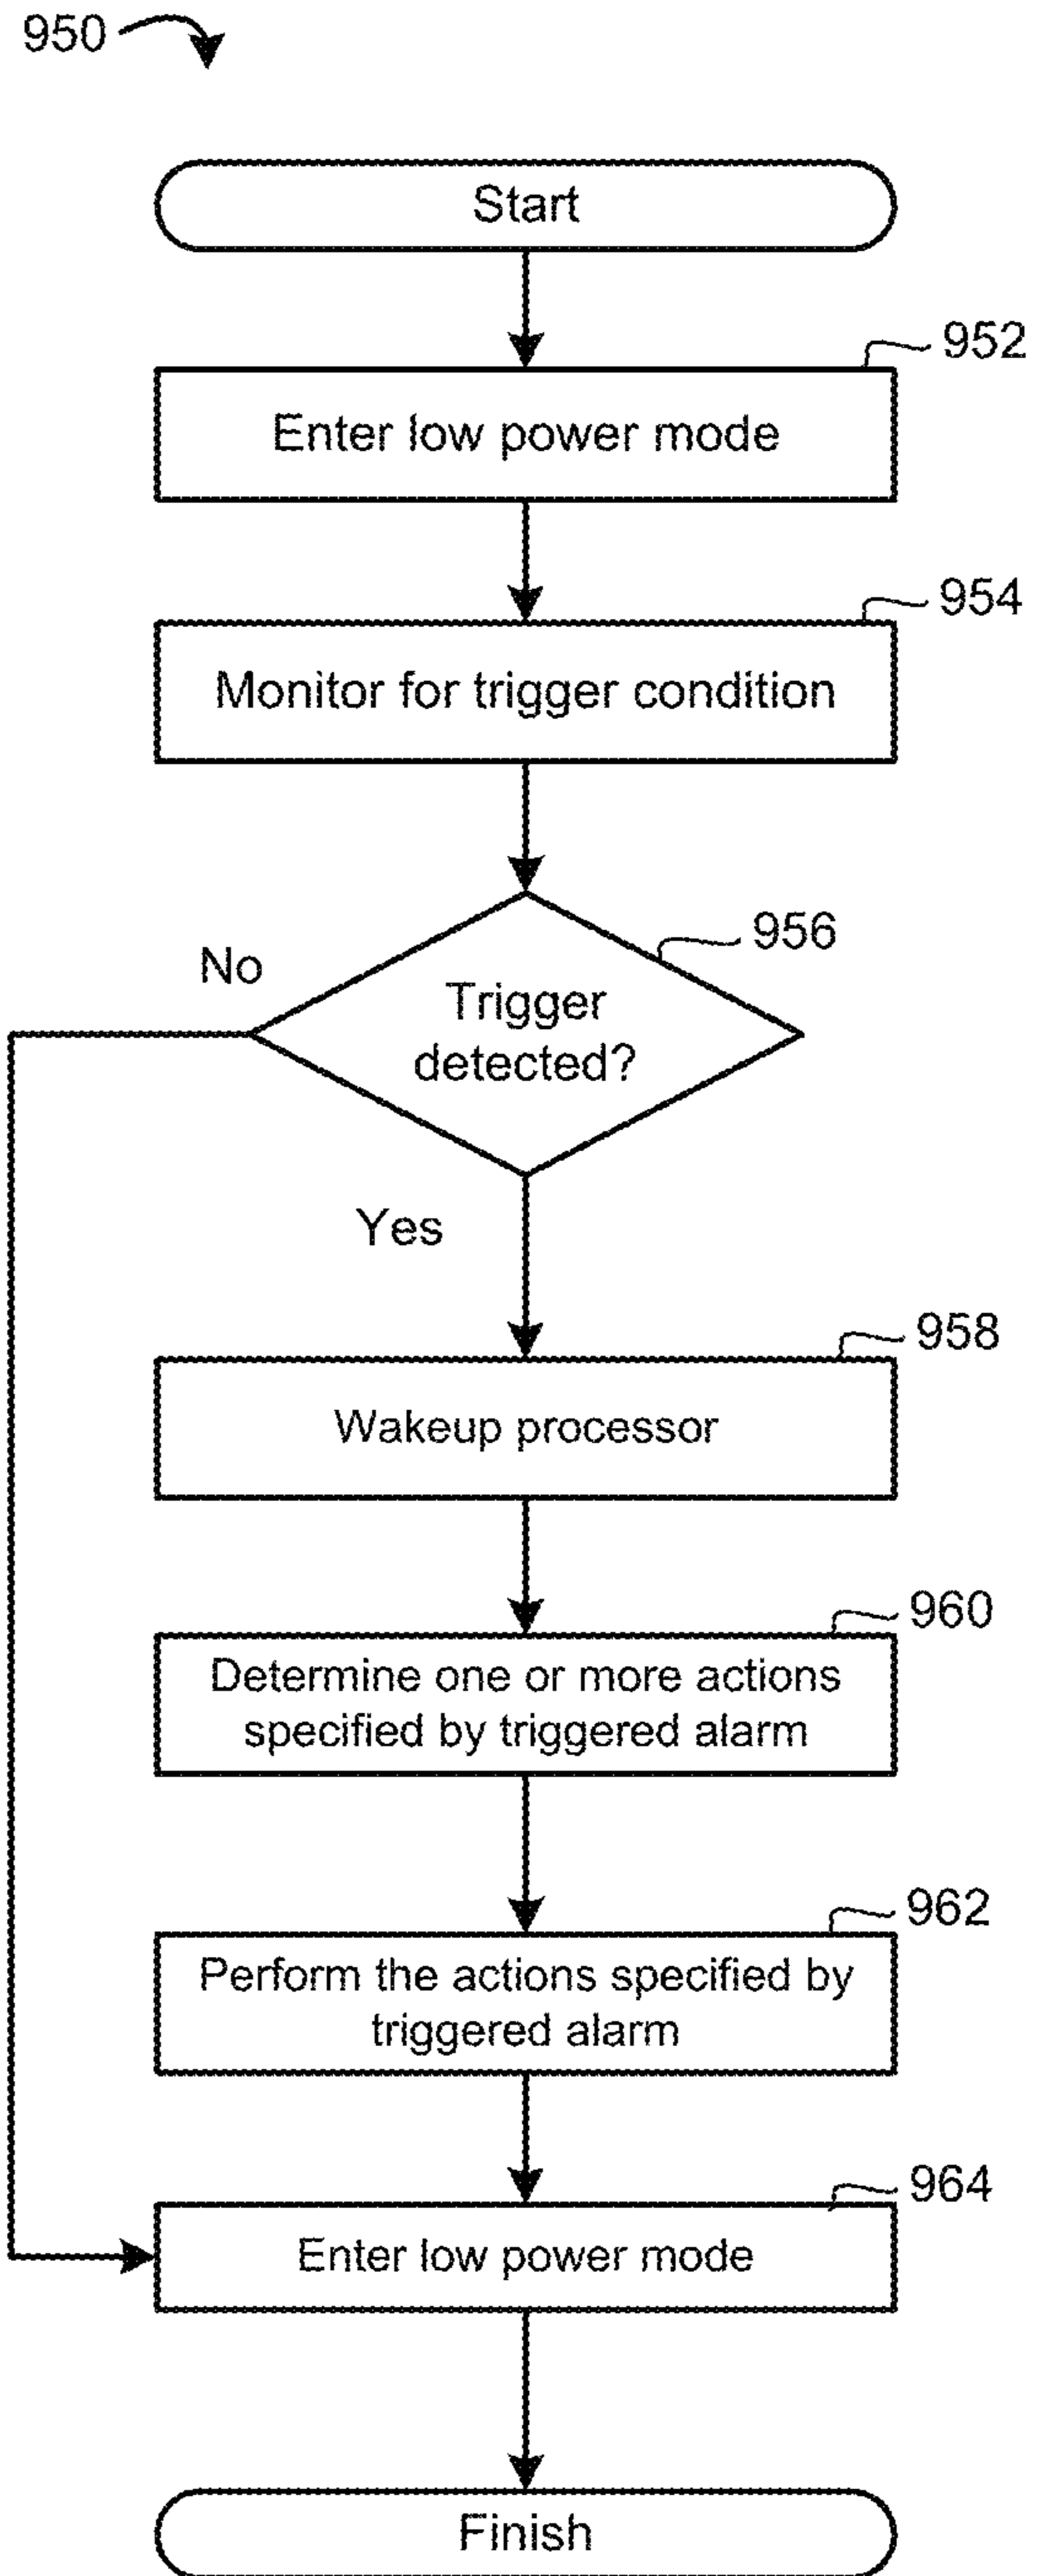 950
Start
952
Enter low power mode
954
Monitor for trigger condition
956
No
Trigger
detected?
Yes
958
Wakeup processor
960
Determine one or more actions
specified by triggered alarm
962
Perform the actions specified by
triggered alarm
964
Enter low power mode
Finish